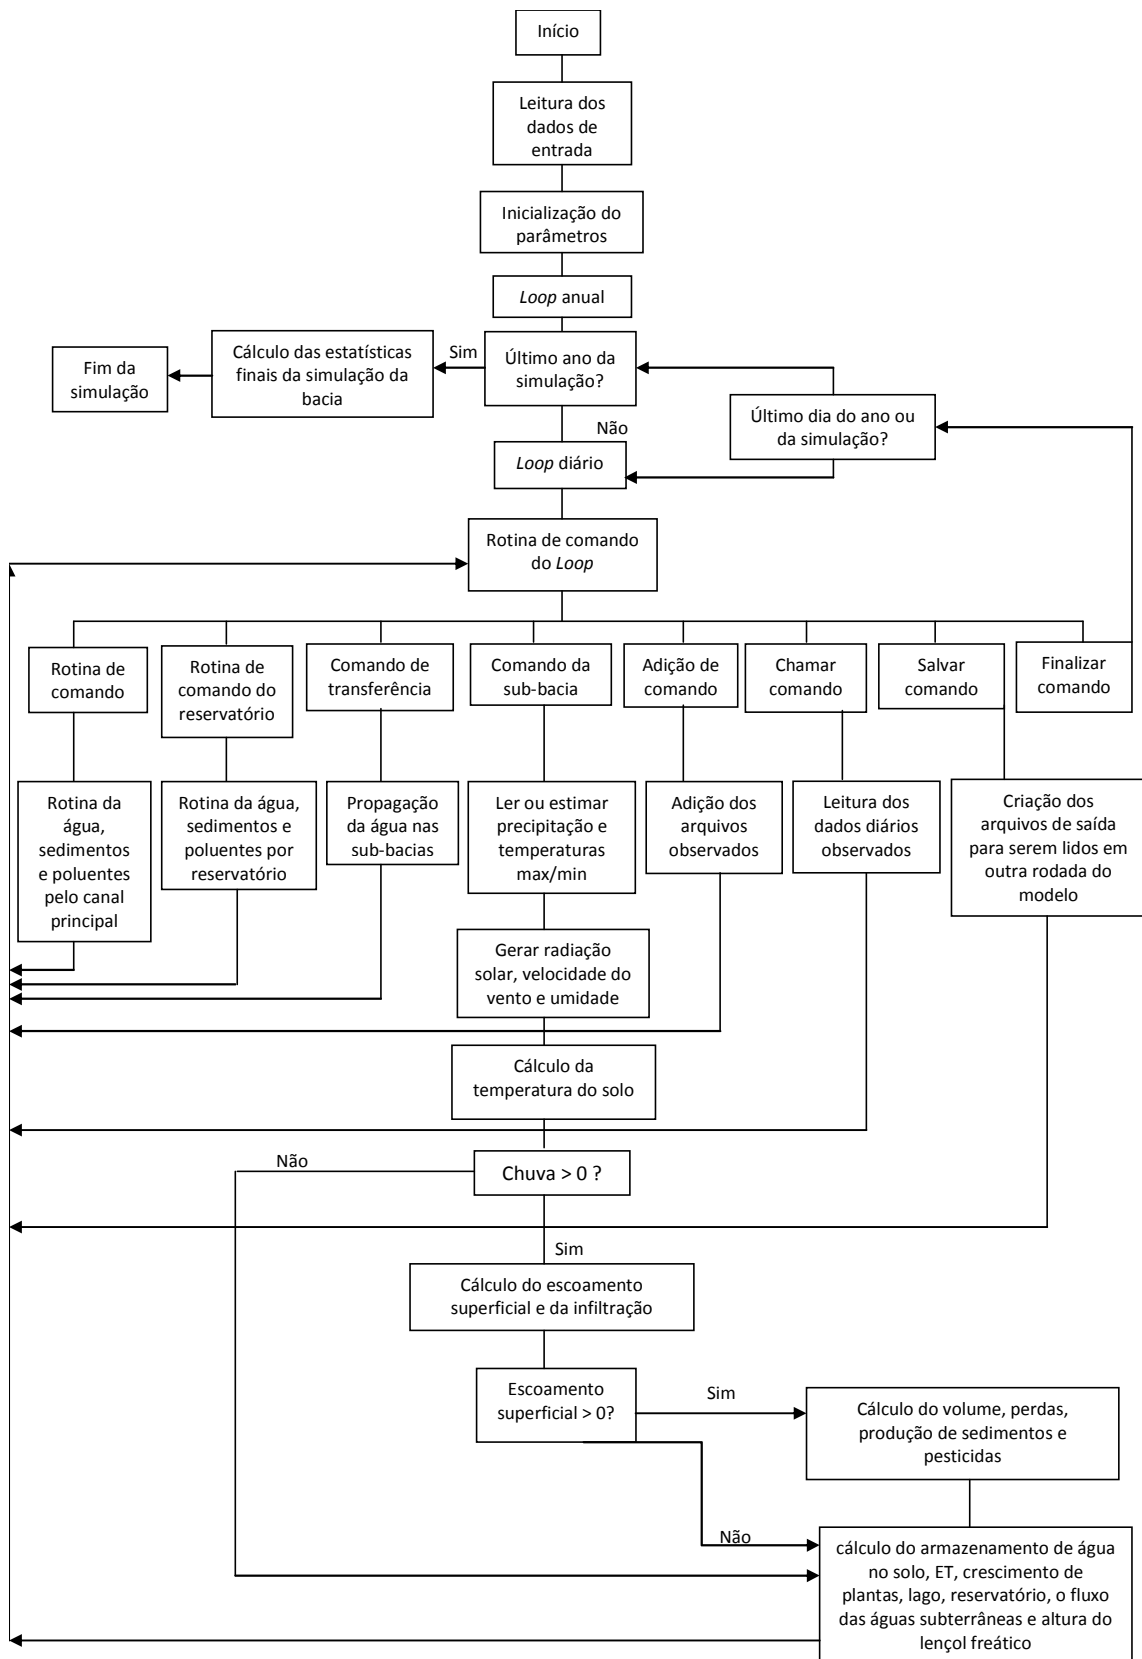 Início
Leitura dos
dados de
entrada
Inicialização do
parâmetros
Loop anual
Último ano da
simulação?
Sim
Cálculo das estatísticas
finais da simulação da
bacia
Fim da
simulação
Último dia do ano ou
da simulação?
Não
Loop diário
Rotina de comando
do Loop
Rotina de
comando
Rotina de
comando do
reservatório
Comando de
transferência
Comando da
sub-bacia
Adição de
comando
Chamar
comando
Salvar
comando
Finalizar
comando
Rotina da
água,
sedimentos
e poluentes
pelo canal
principal
Rotina da água,
sedimentos e
poluentes por
reservatório
Propagação
da água nas
sub-bacias
Ler ou estimar
precipitação e
temperaturas
max/min
Adição dos
arquivos
observados
Leitura dos
dados diários
observados
Criação dos
arquivos de saída
para serem lidos em
outra rodada do
modelo
Gerar radiação
solar, velocidade do
vento e umidade
Cálculo da
temperatura do solo
Não
Chuva > 0 ?
Sim
Cálculo do escoamento
superficial e da infiltração
Escoamento
superficial > 0?
Sim
Cálculo do volume, perdas,
produção de sedimentos e
pesticidas
Não
cálculo do armazenamento de água
no solo, ET, crescimento de
plantas, lago, reservatório, o fluxo
das águas subterrâneas e altura do
lençol freático